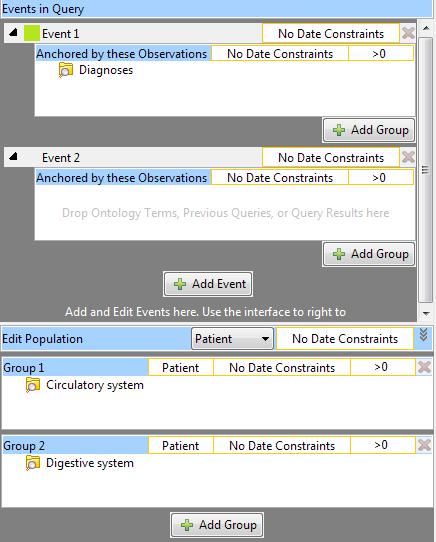 Events in Query
Event 1 No Date Constraints
Anchored by these Observations No Date Constraints >0
Diagnoses
Add Group
Event 2 No Date Constraints
Anchored by these Observations No Date Constraints >0
Drop Ontology Terms, Previous Queries, or Query Results here
Add Group
Add Event
Add and Edit Events here. Use the interface to right to
Edit Population Patient No Date Constraints
Group 1 Patient No Date Constraints >0
Circulatory system
Group 2 Patient No Date Constraints >0
Digestive system
Add Group